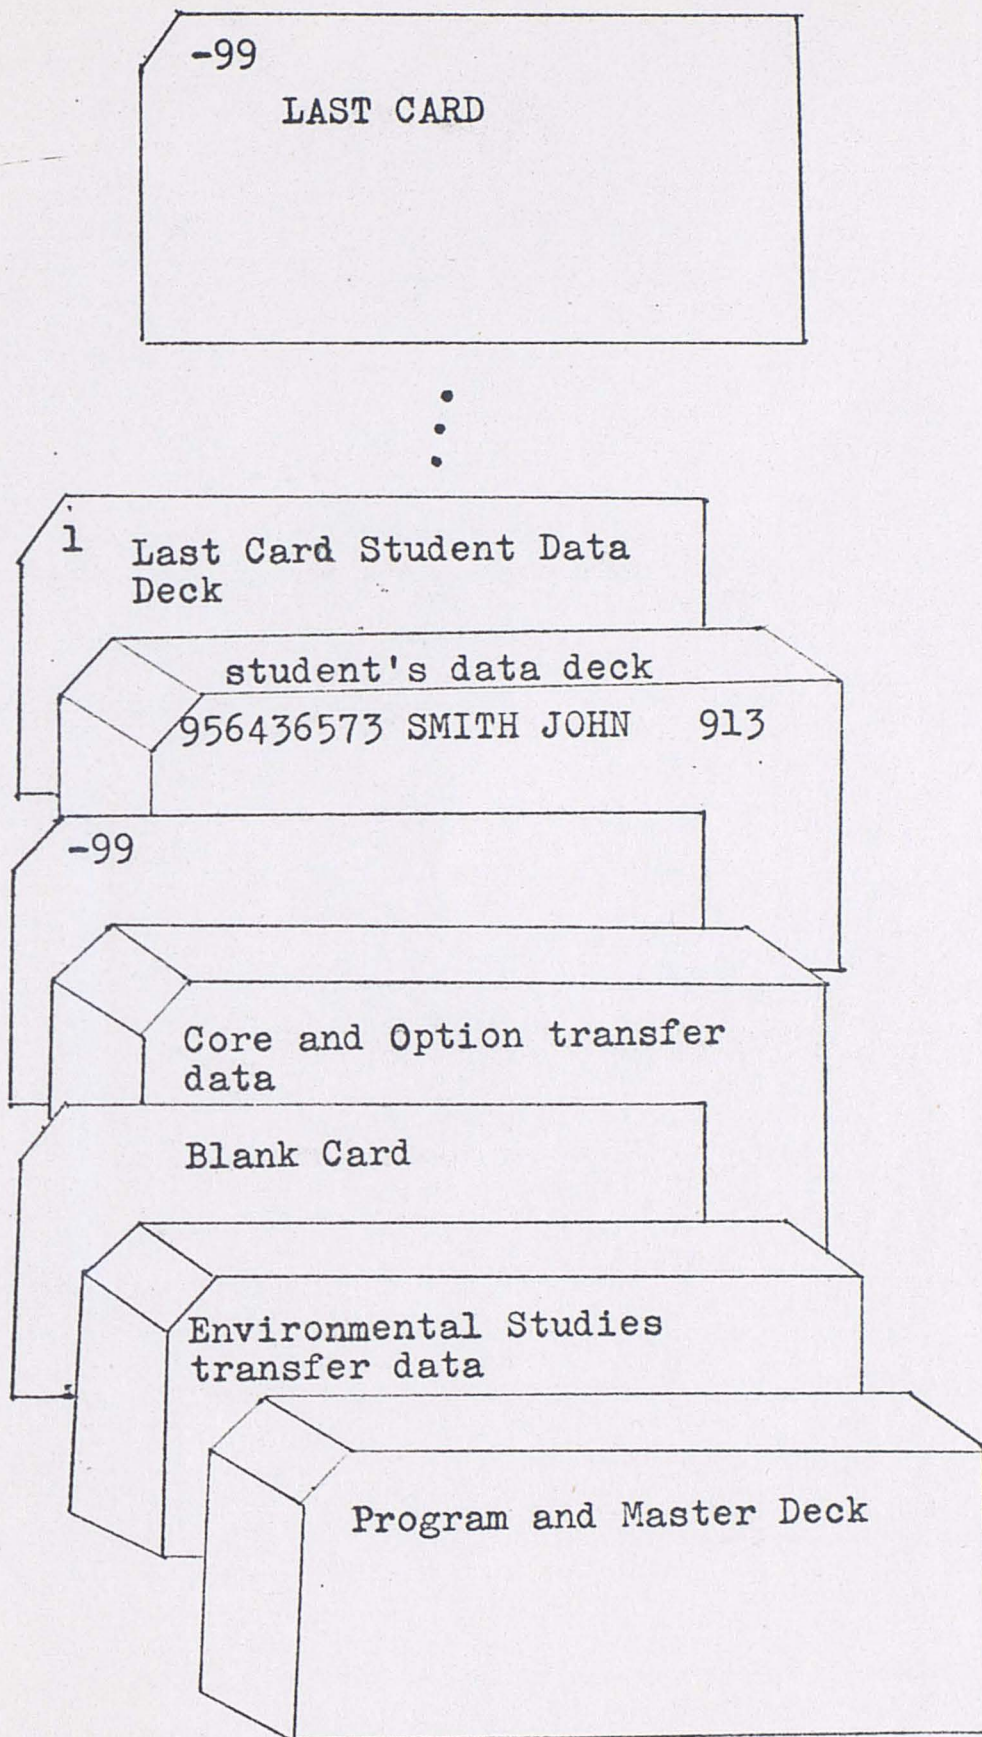 -99
LAST CARD
1 Last Card Student Data
Deck
student's data deck
956436573 SMITH JOHN 913
-99
Core and Option transfer
data
Blank Card
Environmental Studies
transfer data
Program and Master Deck